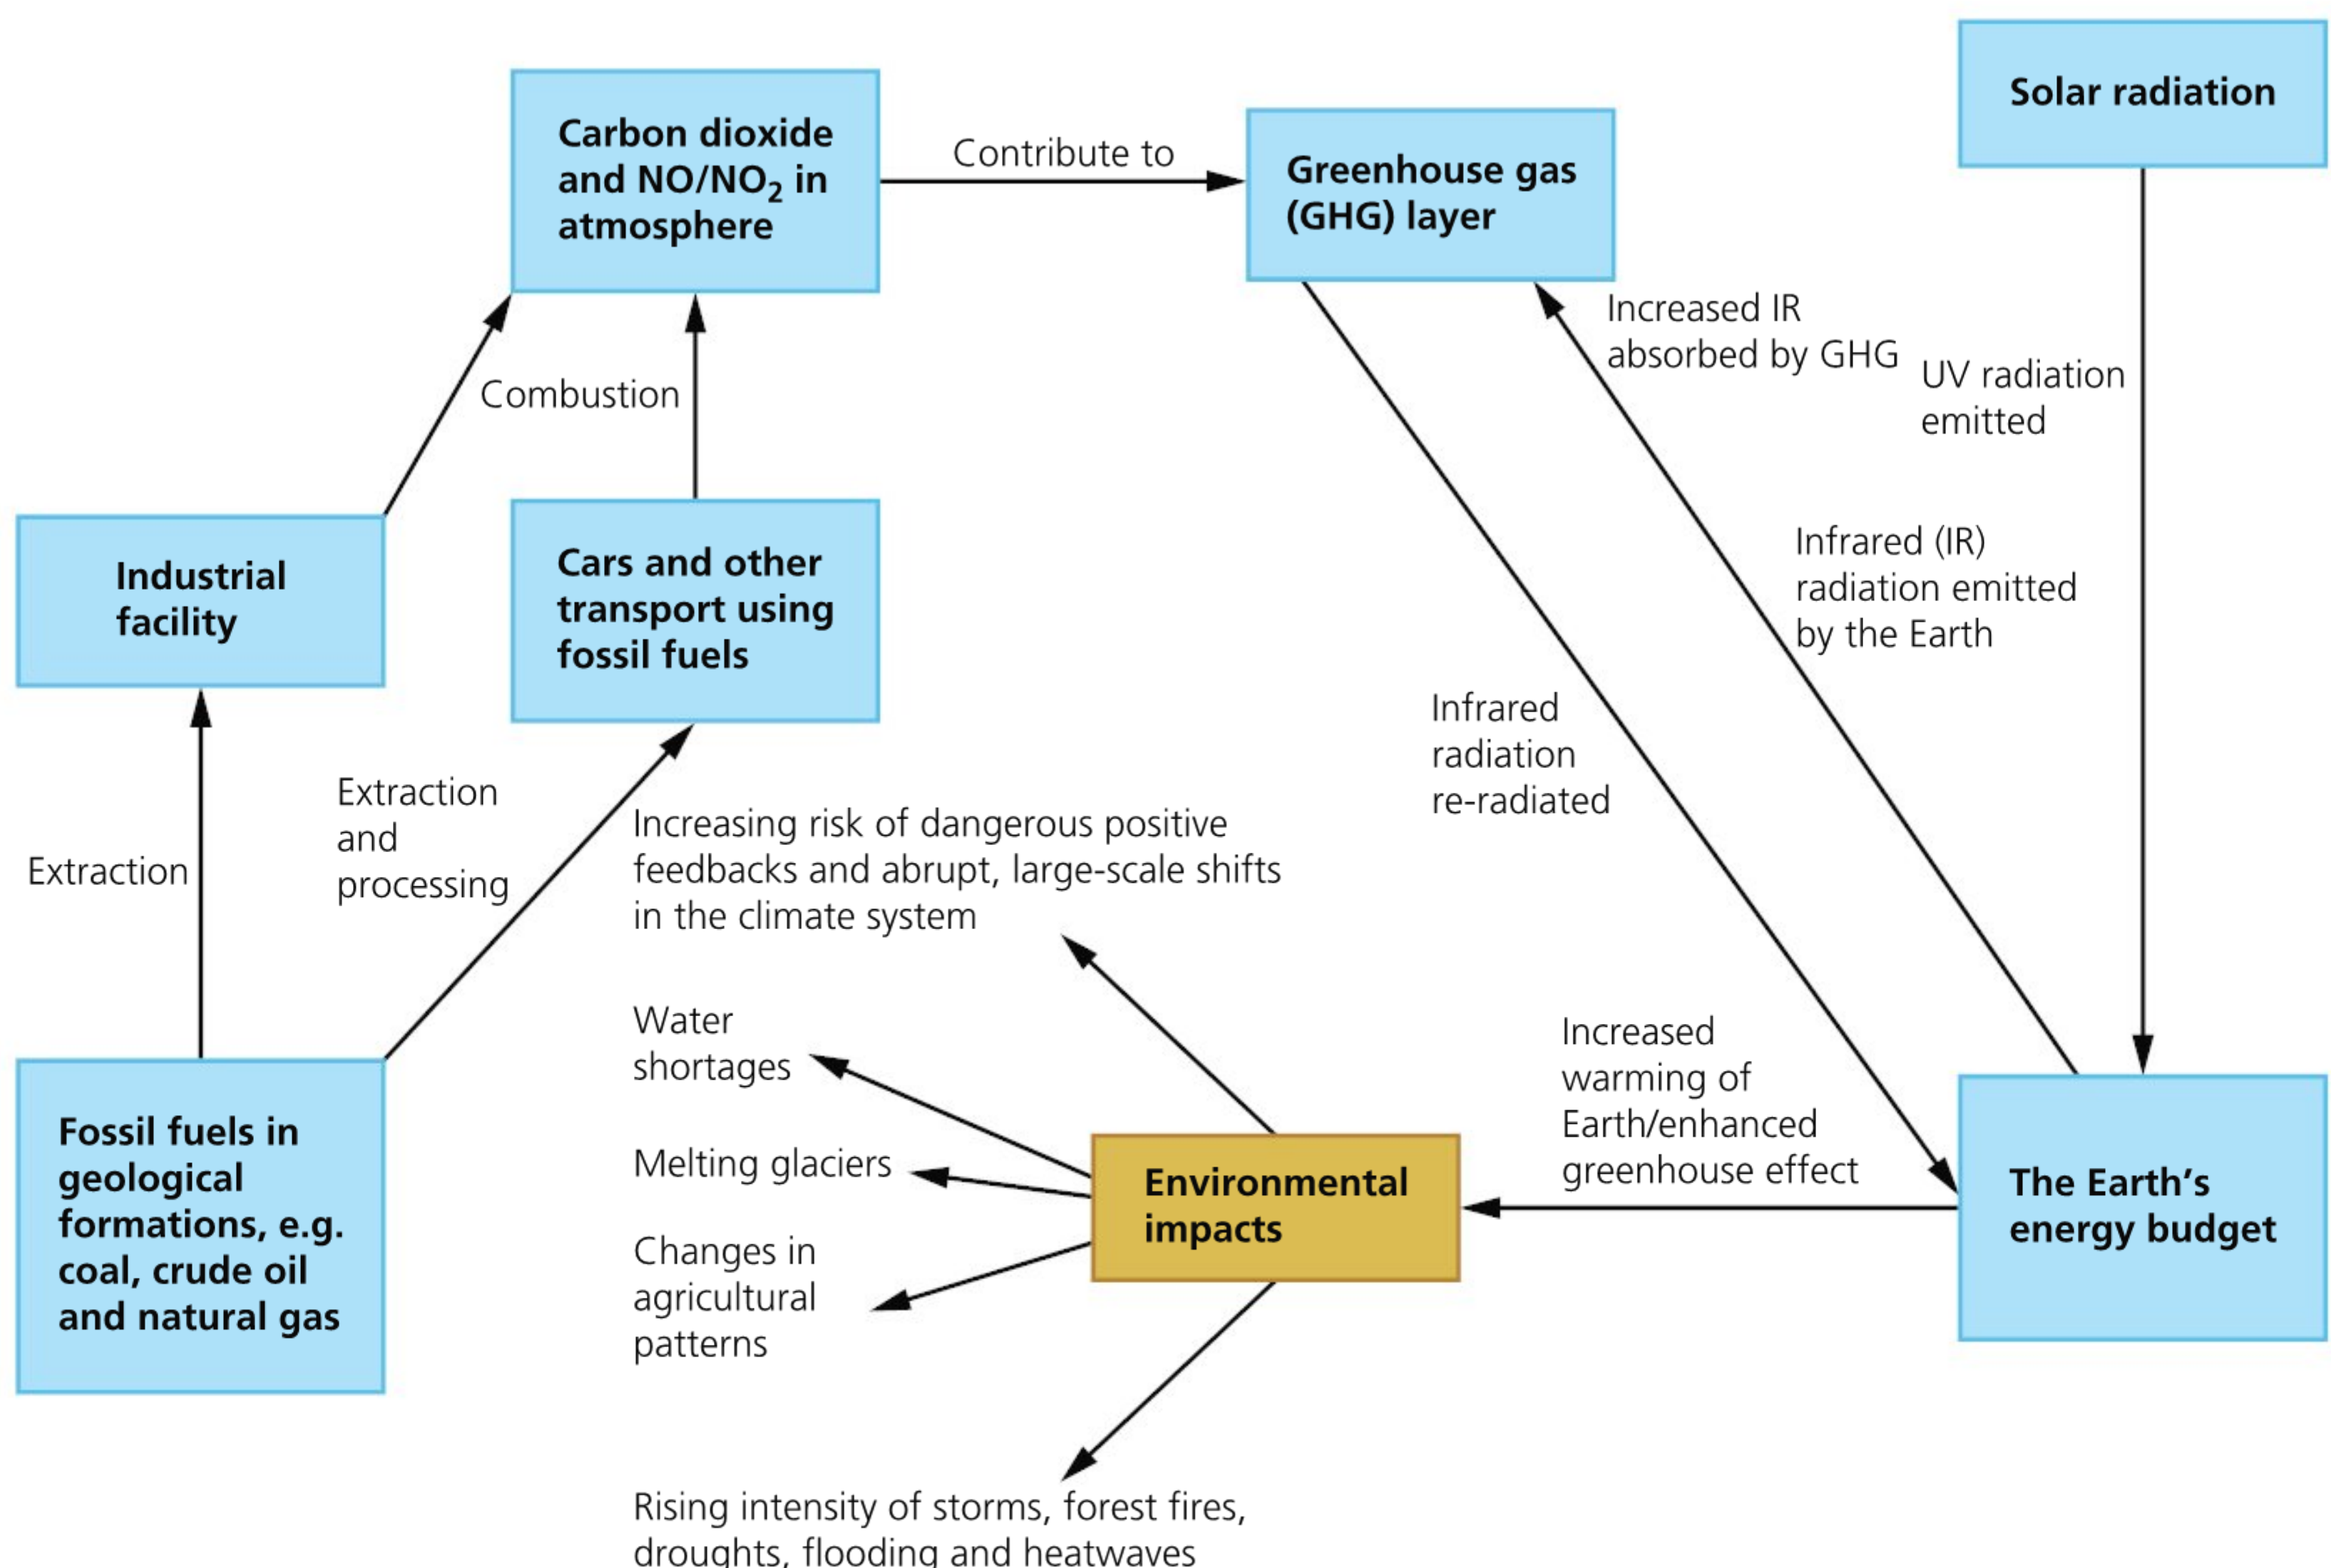 Solar radiation
Carbon dioxide
and NO/NO₂ in
atmosphere
Contribute to
Greenhouse gas
(GHG) layer
Increased IR
absorbed by GHG
UV radiation
emitted
Combustion
Industrial
facility
Cars and other
transport using
fossil fuels
Infrared (IR)
radiation emitted
by the Earth
Infrared
radiation
re-radiated
Extraction
Extraction
and
processing
Increasing risk of dangerous positive
feedbacks and abrupt, large-scale shifts
in the climate system
Water
shortages
Melting glaciers
Changes in
agricultural
patterns
Increased
warming of
Earth/enhanced
greenhouse effect
Fossil fuels in
geological
formations, e.g.
coal, crude oil
and natural gas
Environmental
impacts
The Earth’s
energy budget
Rising intensity of storms, forest fires,
droughts, flooding and heatwaves